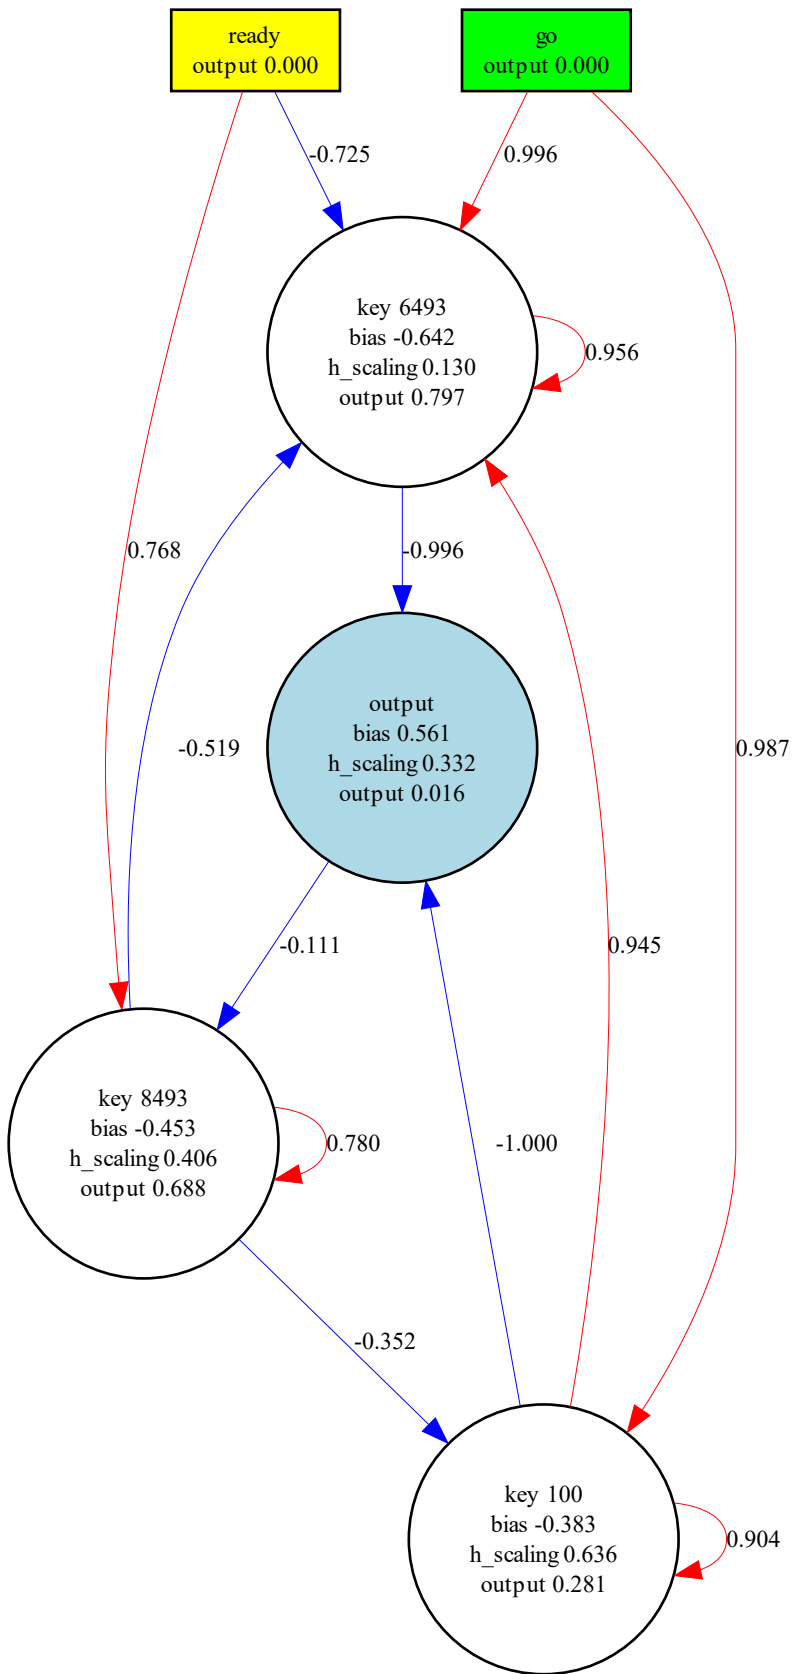 ready
output 0.000
go
output 0.000
-0.725
0.996
key 6493
bias -0.642
h_scaling 0.130
output 0.797
0.956
0.768
-0.996
output
bias 0.561
h_scaling 0.332
output 0.016
-0.519
0.987
-0.111
0.945
key 8493
bias -0.453
h_scaling 0.406
output 0.688
0.780
-1.000
-0.352
key 100
bias -0.383
h_scaling 0.636
output 0.281
0.904